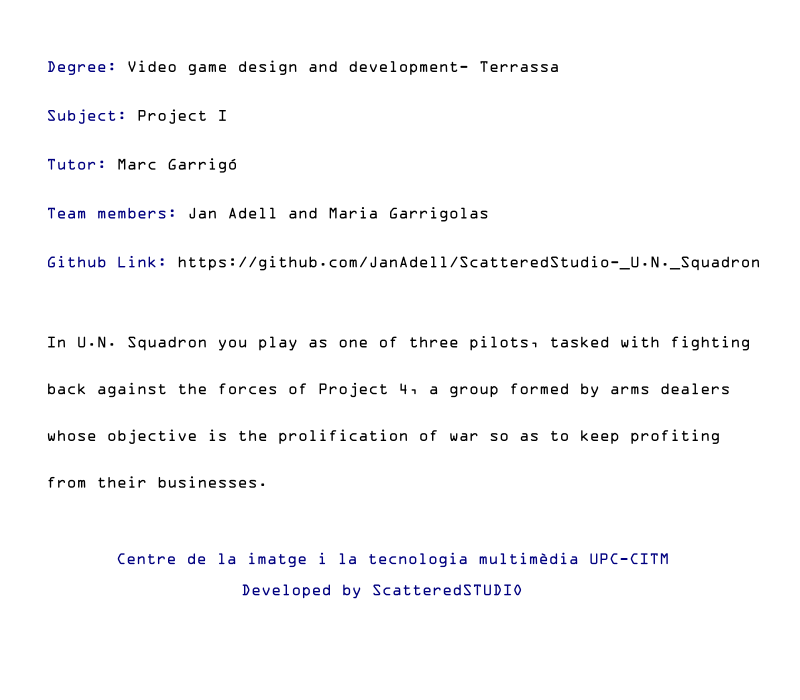 Degree: Video game design and development- Terrassa
Subject: Project I
Tutor: Marc Garrigó
Team members: Jan Adell and Maria Garrigolas
Github Link: https://github.com/JanAdell/ScatteredStudio-_U.N._Squadron
In U.N. Squadron you play as one of three pilots, tasked with fighting
back against the forces of Project 4, a group formed by arms dealers
whose objective is the prolification of war so as to keep profiting
from their businesses.
Centre de la imatge i la tecnologia multimèdia UPC-CITM
Developed by ScatteredSTUDIO